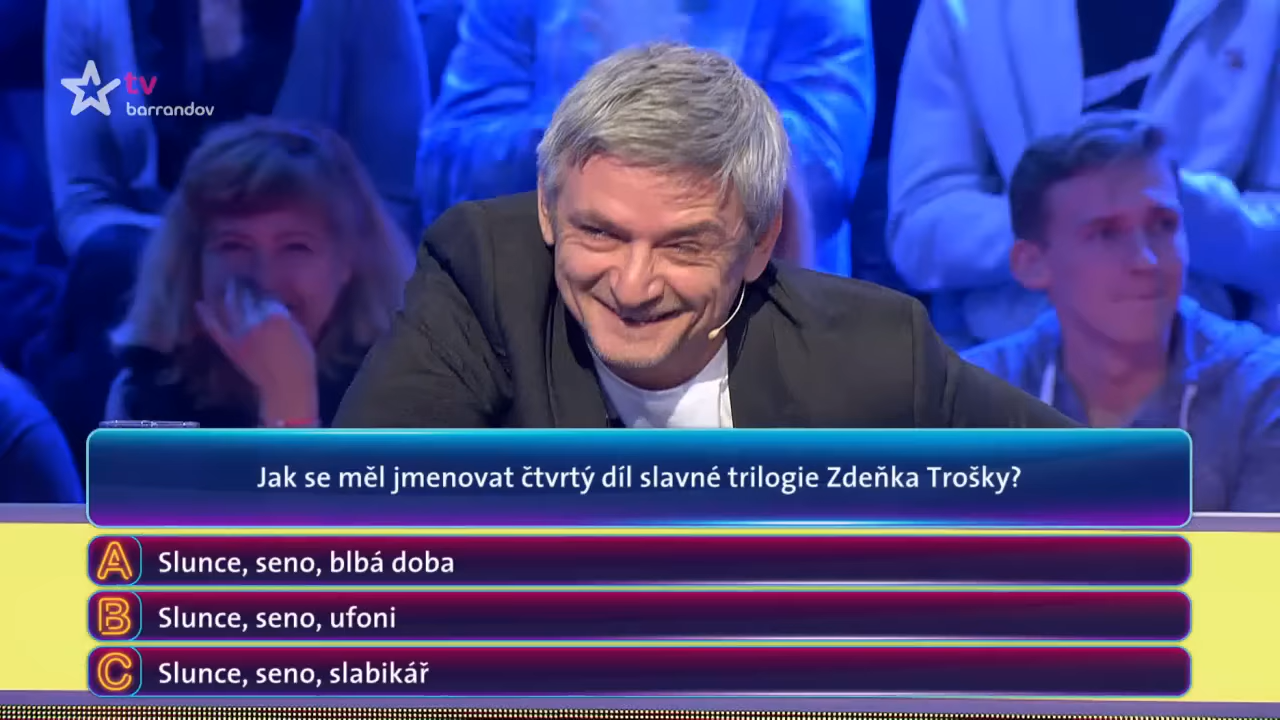 tv
barrandov
Jak se měl jmenovat čtvrtý díl slavné trilogie Zdeňka Trošky?
A Slunce, seno, blbá doba
B Slunce, seno, ufoni
C Slunce, seno, slabikář